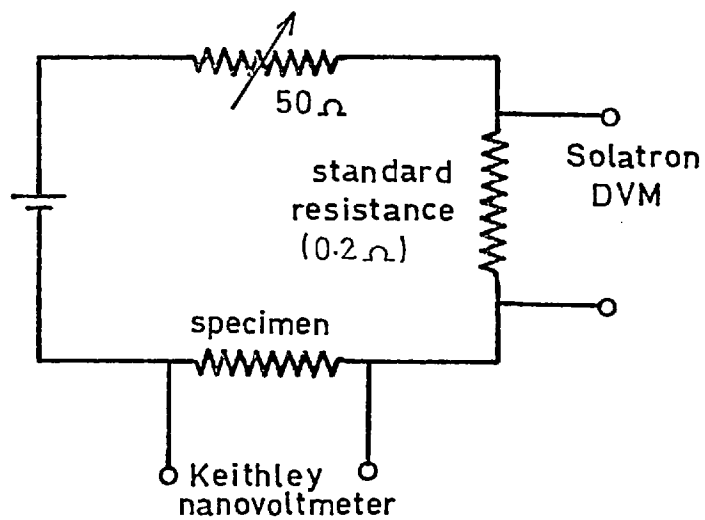 50Ω
standard
resistance
(0.2Ω)
Solatron
DVM
specimen
Keithley
nanovoltmeter